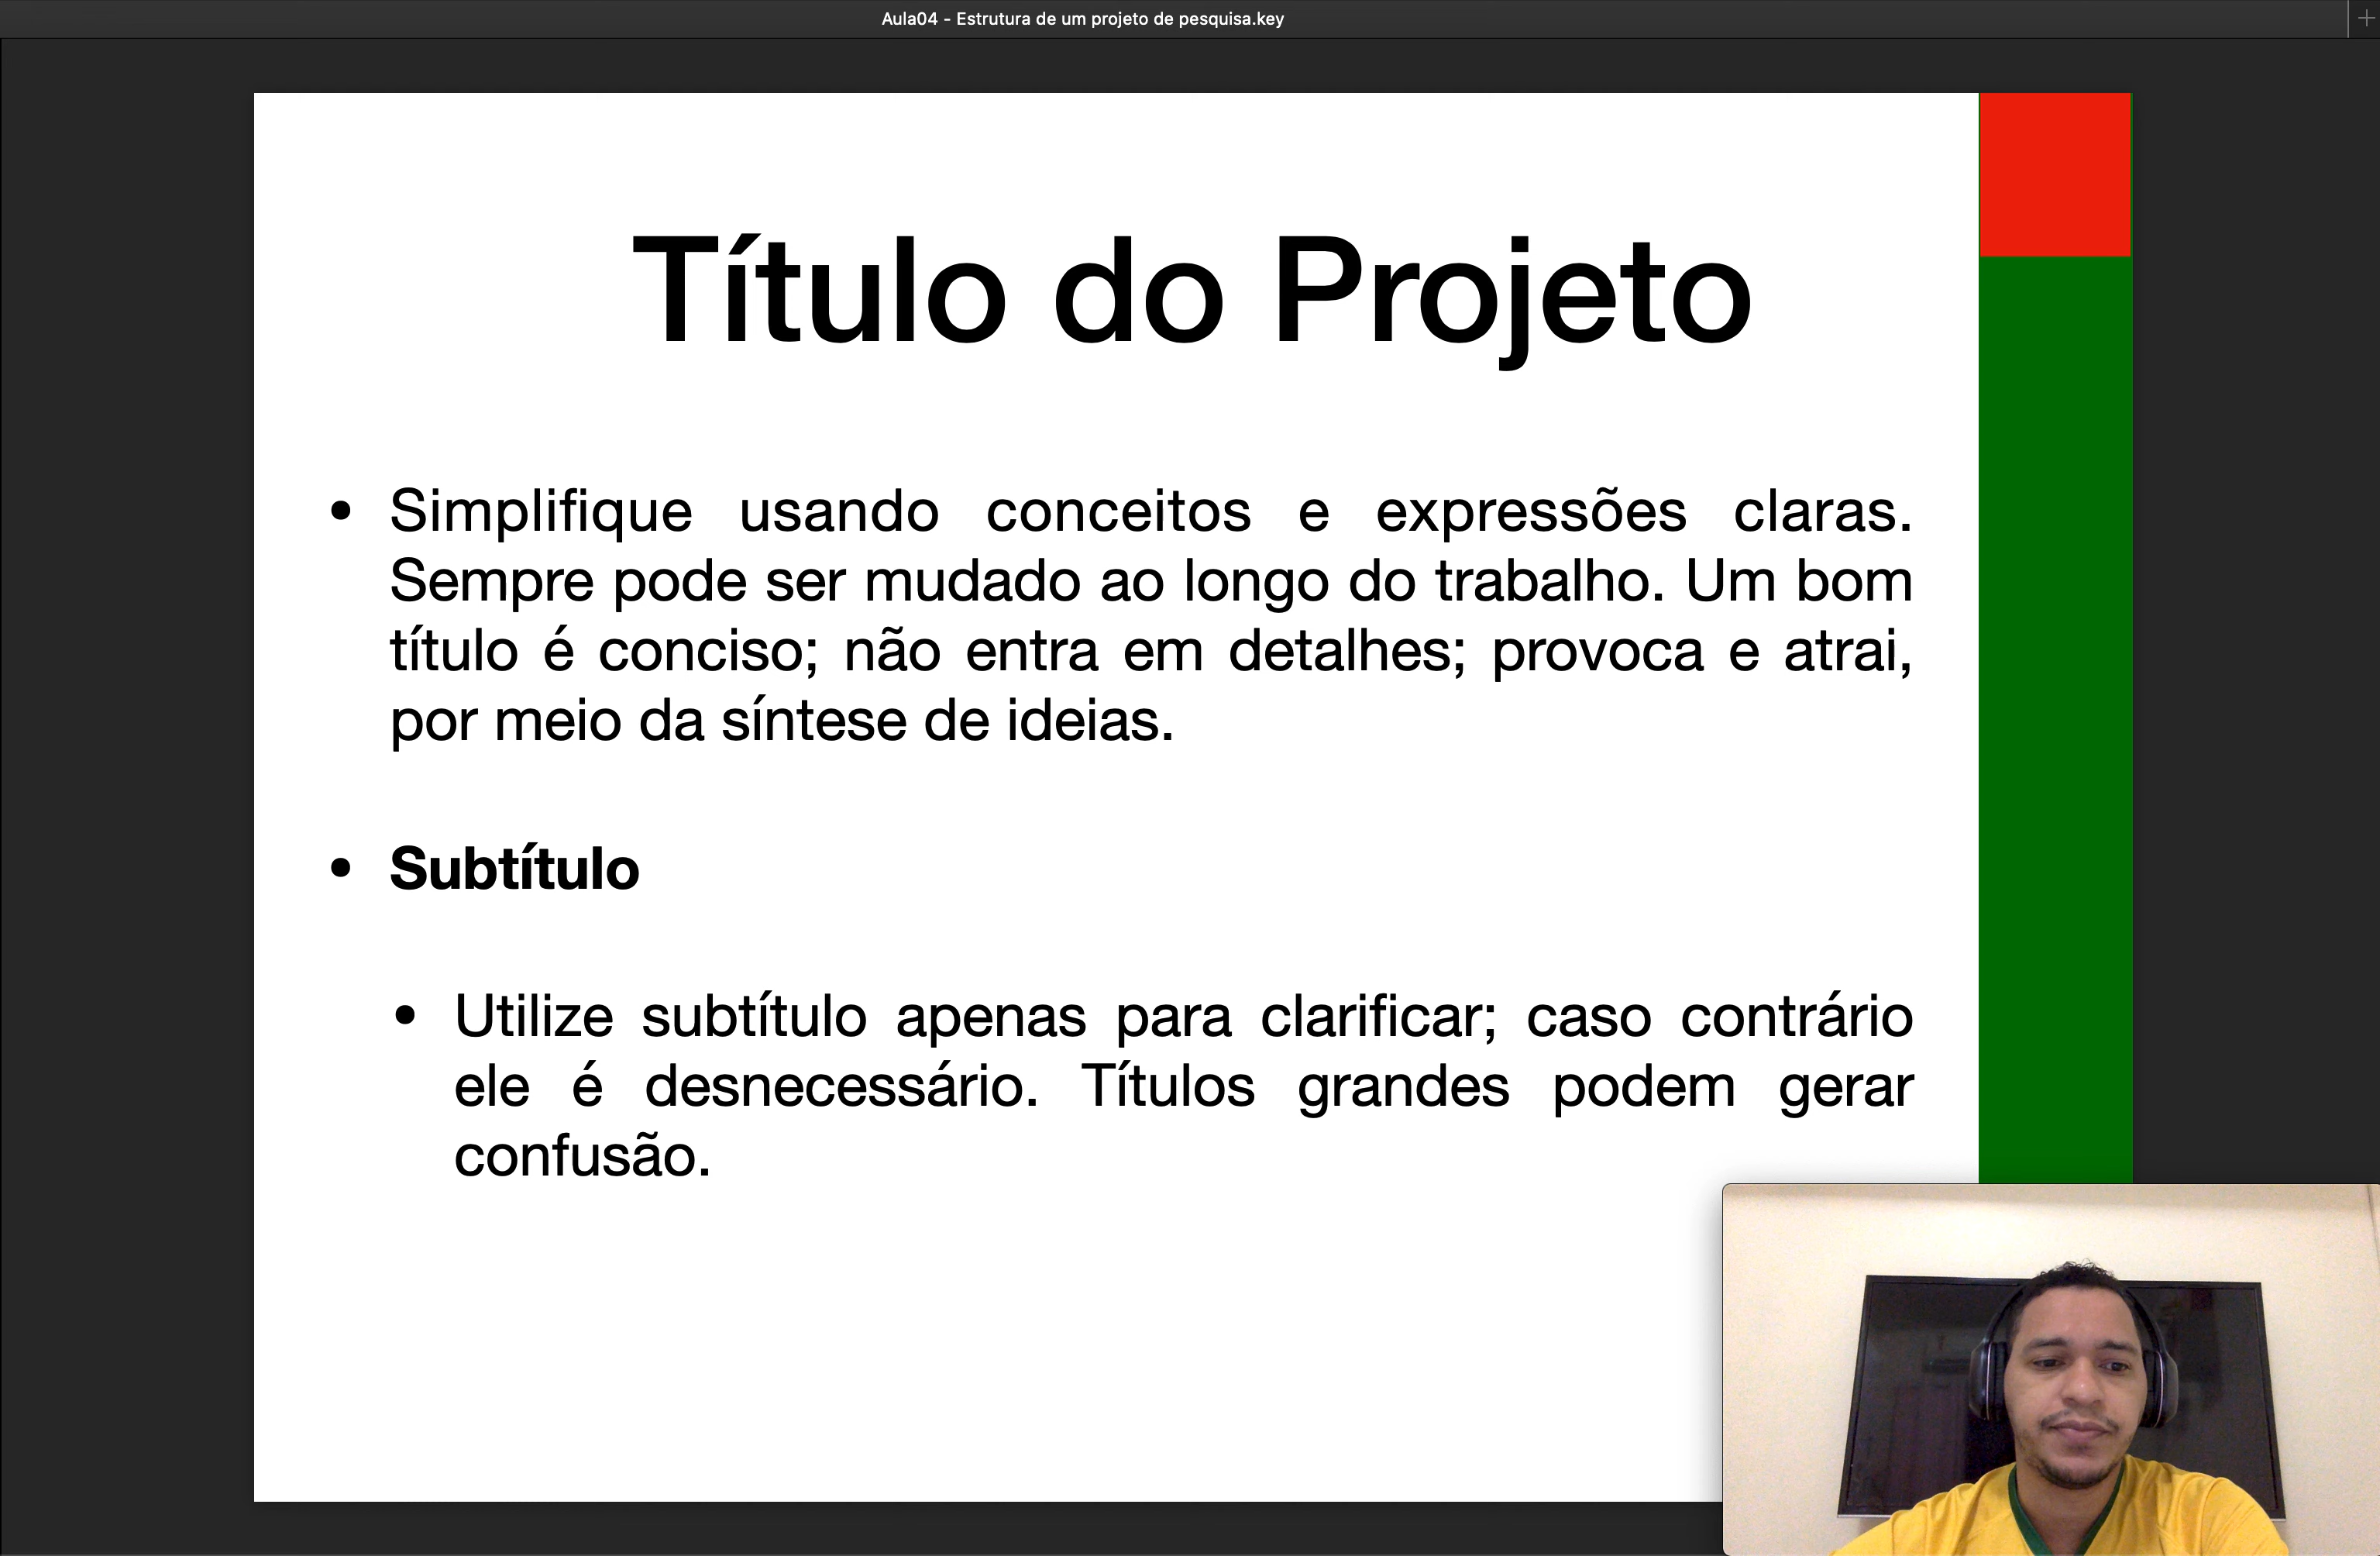 Aula04 - Estrutura de um projeto de pesquisa.key
Título do Projeto
• Simplifique usando conceitos e expressões claras.
Sempre pode ser mudado ao longo do trabalho. Um bom
título é conciso; não entra em detalhes; provoca e atrai,
por meio da síntese de ideias.
• Subtítulo
• Utilize subtítulo apenas para clarificar; caso contrário
ele é desnecessário. Títulos grandes podem gerar
confusão.